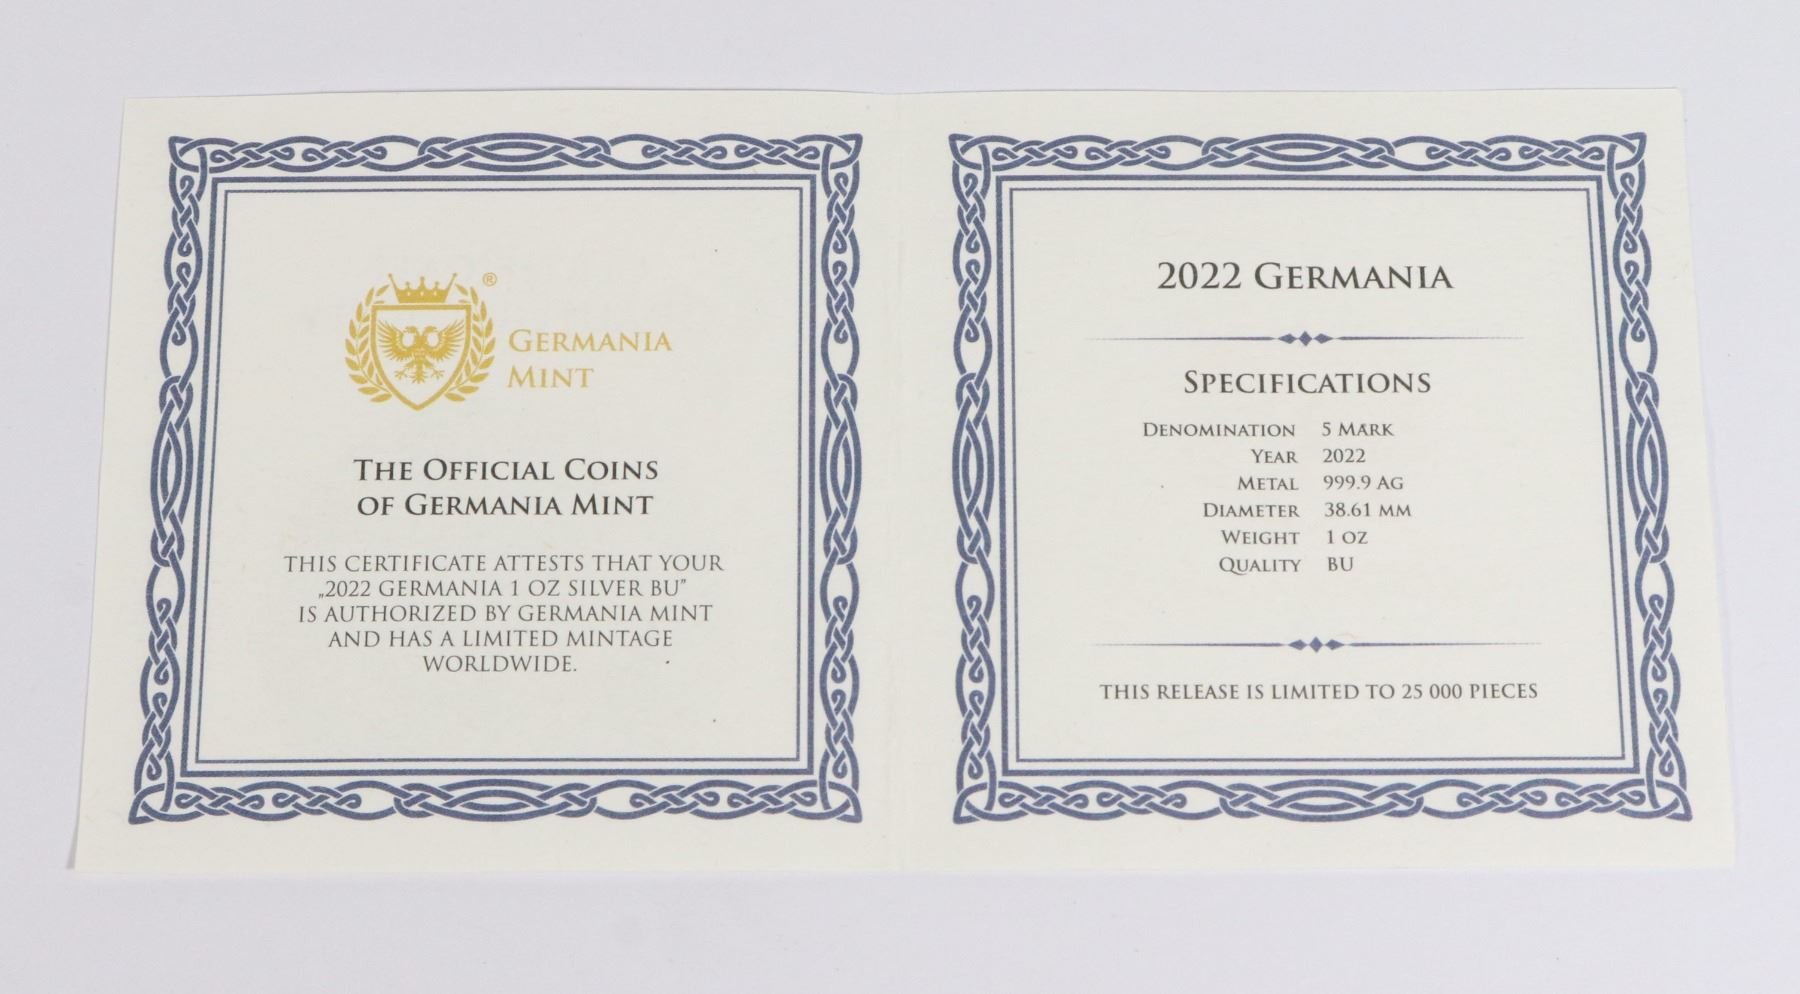 ®
GERMANIA
MINT
THE OFFICIAL COINS
OF GERMANIA MINT
THIS CERTIFICATE ATTESTS THAT YOUR
„2022 GERMANIA 1 OZ SILVER BU”
IS AUTHORIZED BY GERMANIA MINT
AND HAS A LIMITED MINTAGE
WORLDWIDE.
2022 GERMANIA
SPECIFICATIONS
DENOMINATION 5 MARK
YEAR 2022
METAL 999.9 AG
DIAMETER 38.61 MM
WEIGHT 1 OZ
QUALITY BU
THIS RELEASE IS LIMITED TO 25 000 PIECES